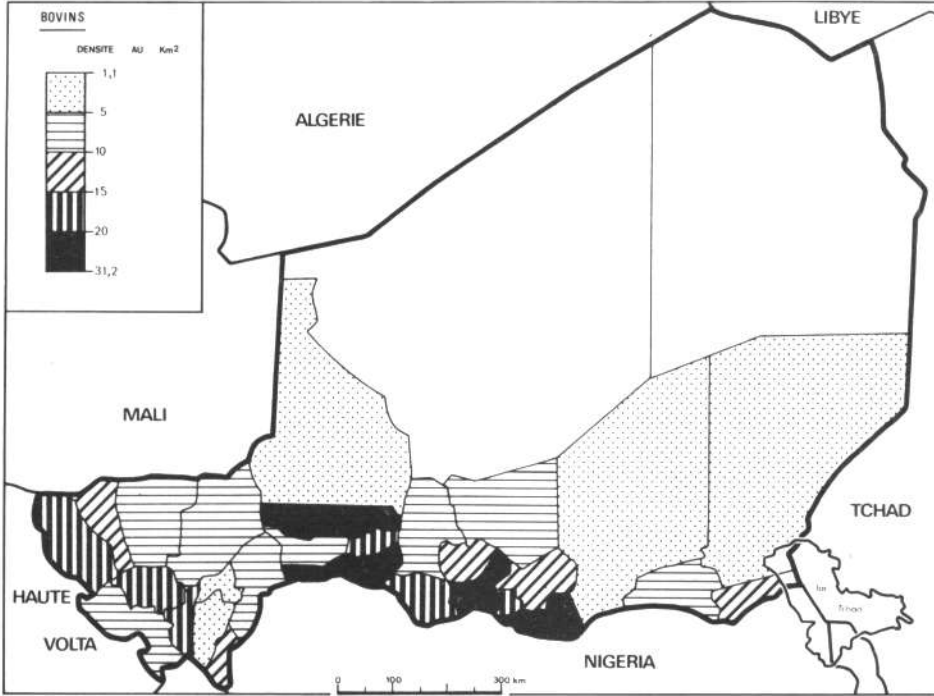 BOVINS
DENSITE AU Km²
1,1
5
10
15
20
31,2
LIBYE
ALGERIE
MALI
TCHAD
HAUTE
VOLTA
NIGERIA
0 100 300 km